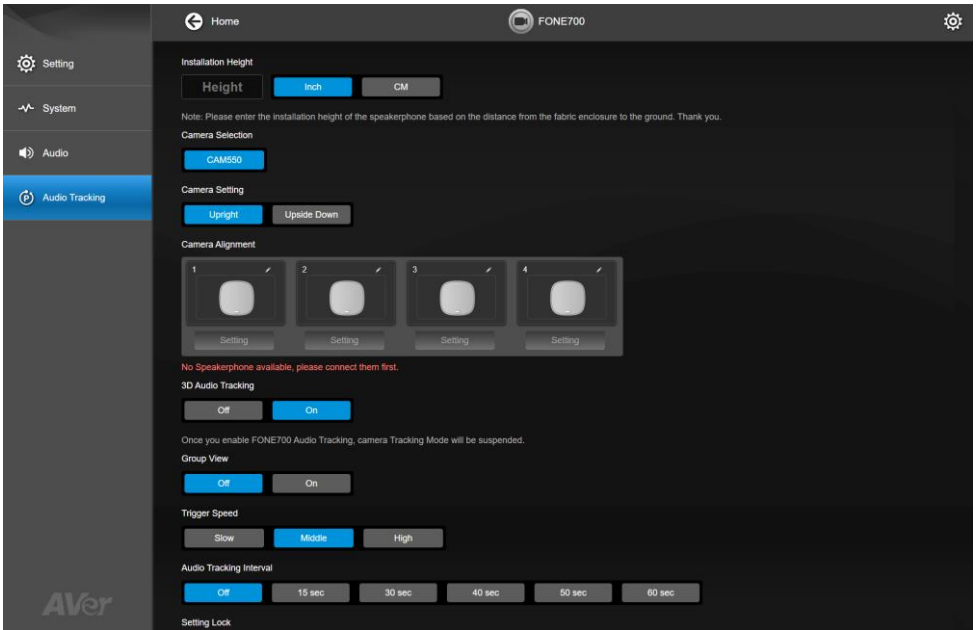 Home
FONE700
Setting
System
Audio
Audio Tracking
Installation Height
Height Inch CM
Note: Please enter the installation height of the speakerphone based on the distance from the fabric enclosure to the ground. Thank you.
Camera Selection
CAM550
Camera Setting
Upright Upside Down
Camera Alignment
1 2 3 4
Setting Setting Setting Setting
No Speakerphone available, please connect them first.
3D Audio Tracking
Off On
Once you enable FONE700 Audio Tracking, camera Tracking Mode will be suspended.
Group View
Off On
Trigger Speed
Slow Middle High
Audio Tracking Interval
Off 15 sec 30 sec 40 sec 50 sec 60 sec
Setting Lock
AVer